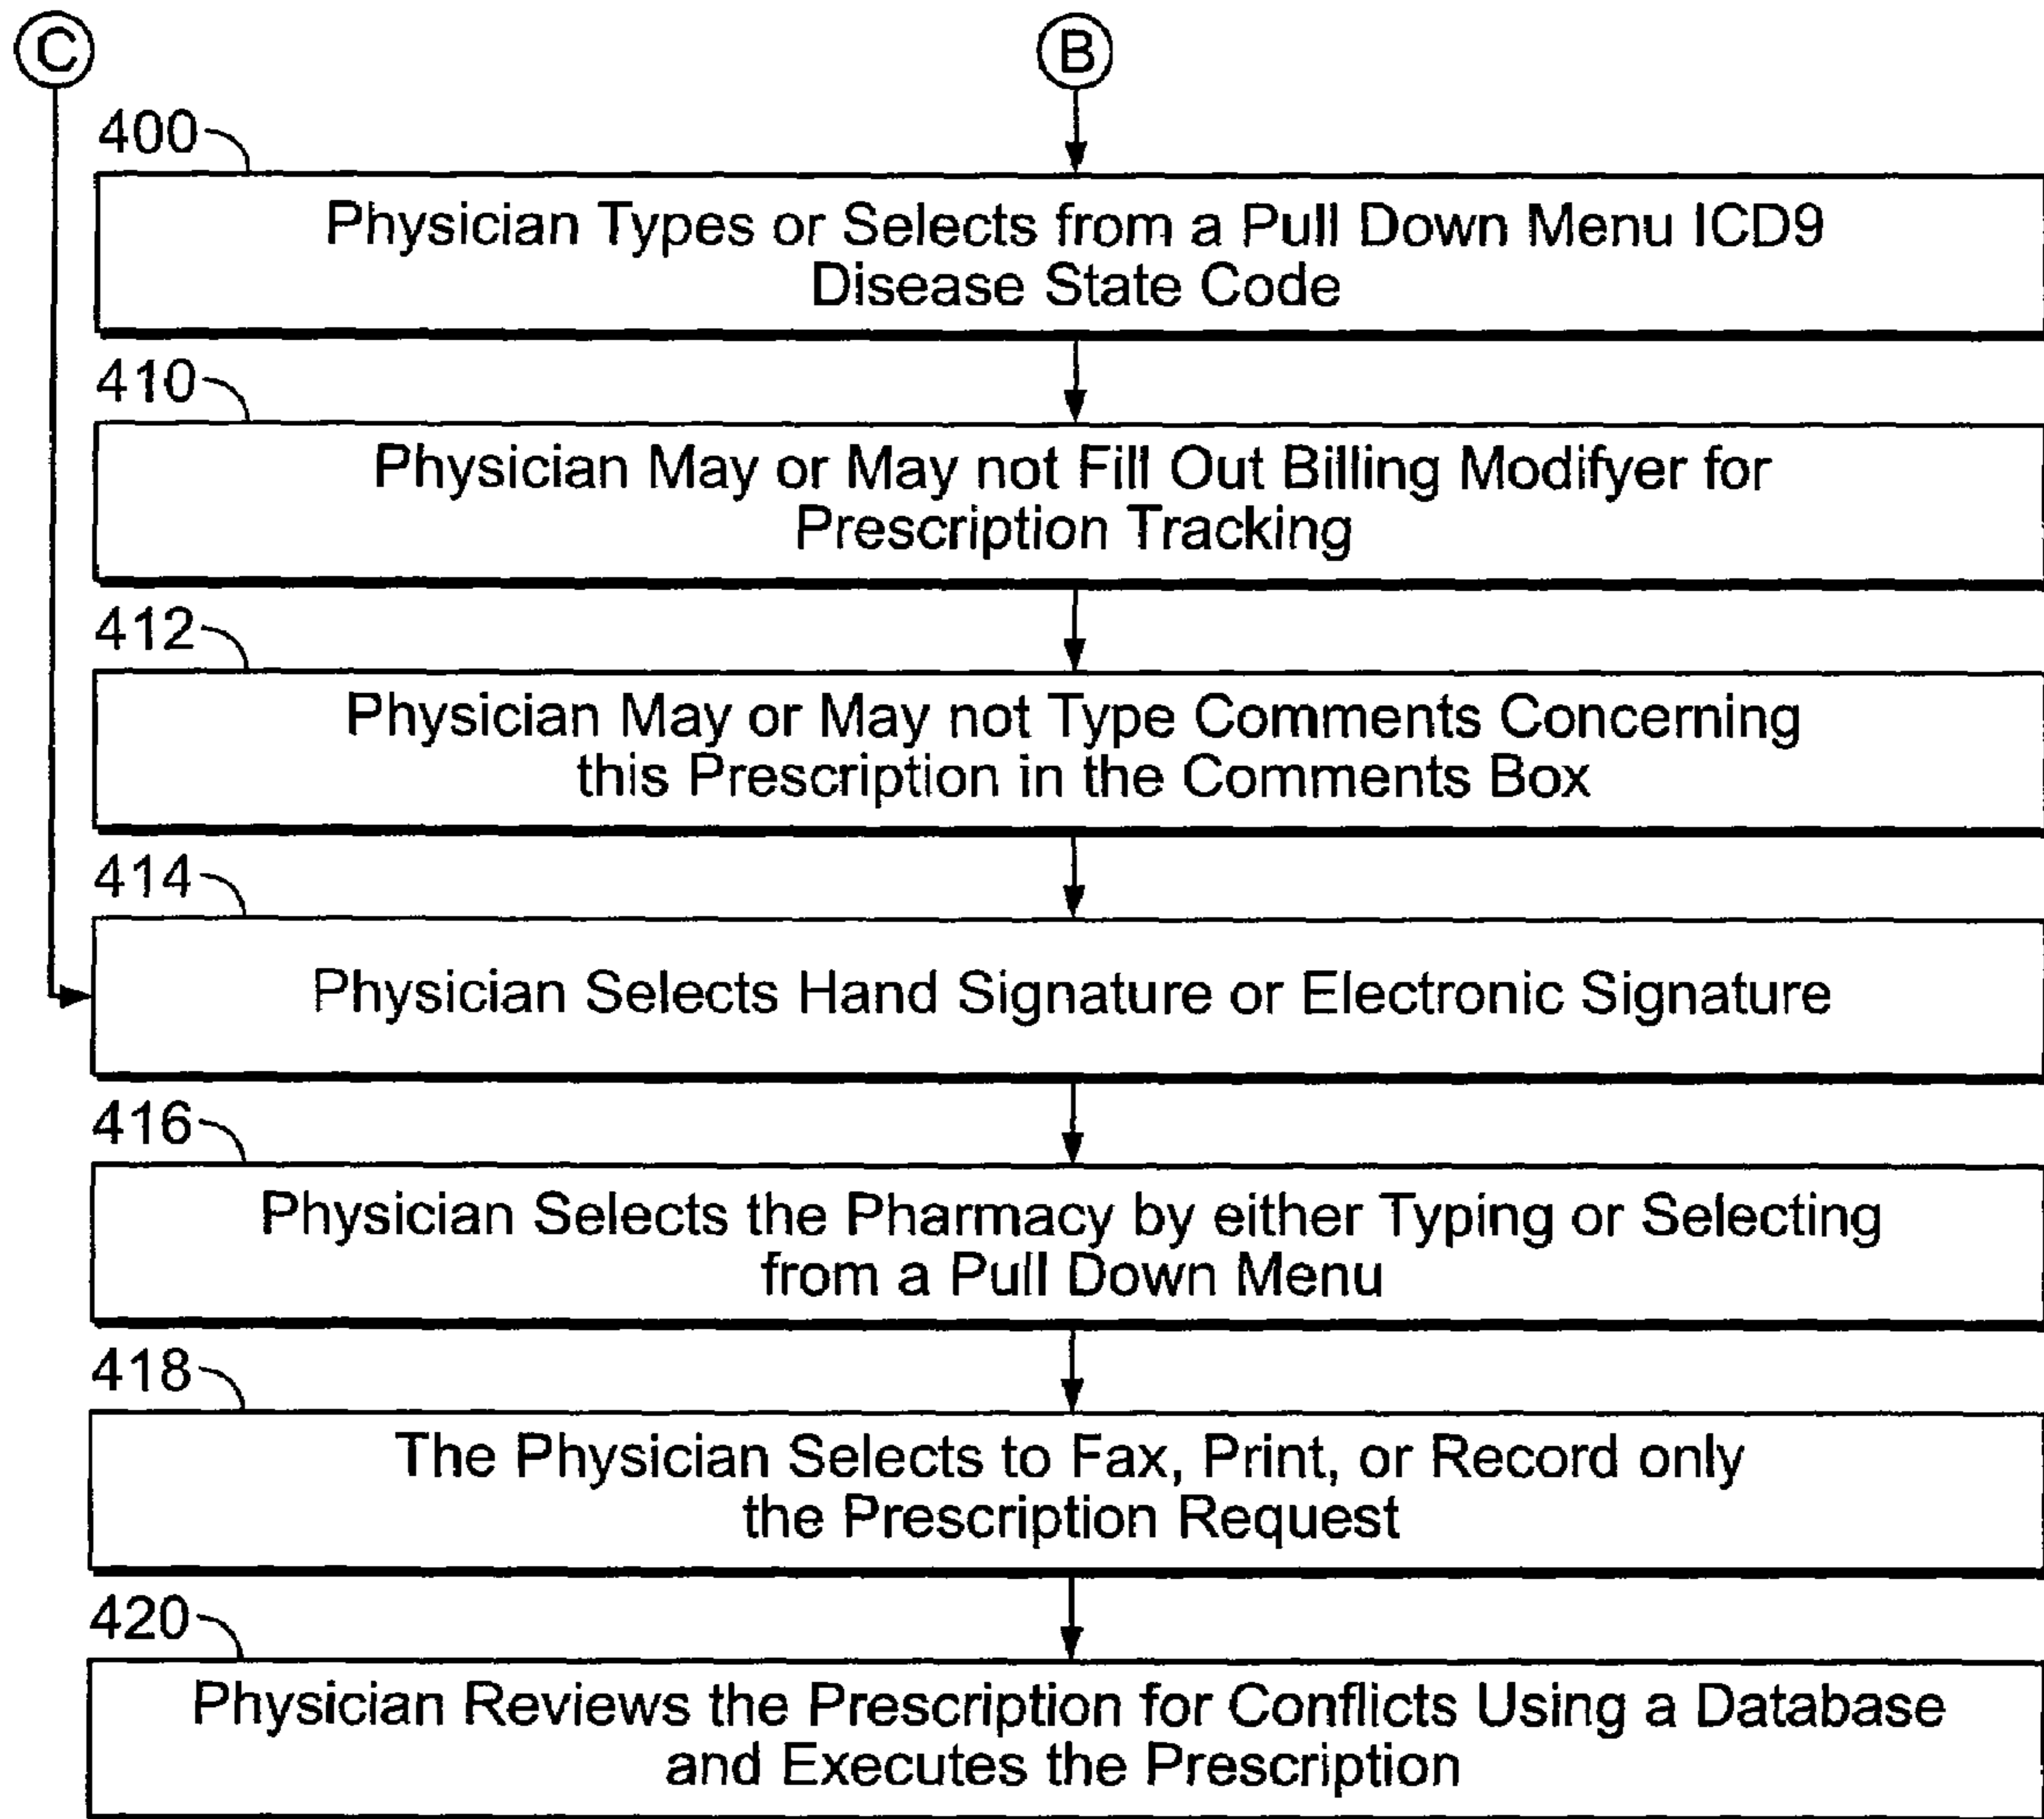 C
B
400
Physician Types or Selects from a Pull Down Menu ICD9
Disease State Code
410
Physician May or May not Fill Out Billing Modifyer for
Prescription Tracking
412
Physician May or May not Type Comments Concerning
this Prescription in the Comments Box
414
Physician Selects Hand Signature or Electronic Signature
416
Physician Selects the Pharmacy by either Typing or Selecting
from a Pull Down Menu
418
The Physician Selects to Fax, Print, or Record only
the Prescription Request
420
Physician Reviews the Prescription for Conflicts Using a Database
and Executes the Prescription